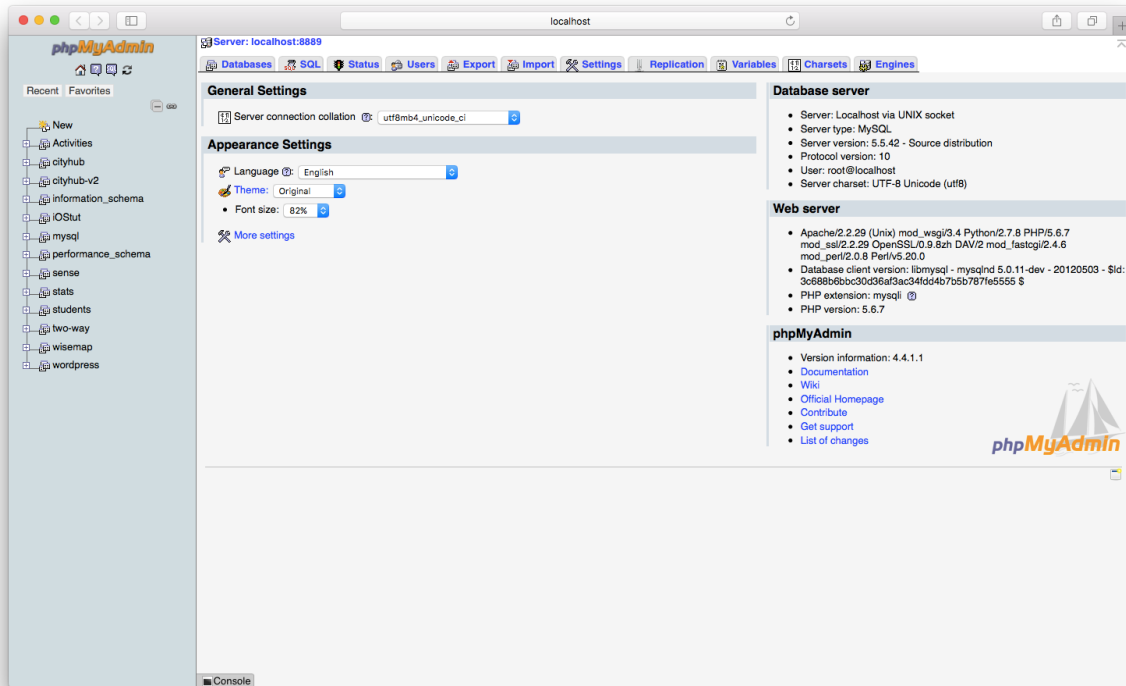 localhost
phpMyAdmin
Recent Favorites
New
Activities
cityhub
cityhub-v2
information_schema
iOStut
mysql
performance_schema
sense
stats
students
two-way
wisemap
wordpress
Server: localhost:8889
Databases SQL Status Users Export Import Settings Replication Variables Charsets Engines
General Settings
Server connection collation : utf8mb4_unicode_ci
Appearance Settings
Language : English
Theme: Original
Font size: 82%
More settings
Database server
Server: Localhost via UNIX socket
Server type: MySQL
Server version: 5.5.42 - Source distribution
Protocol version: 10
User: root@localhost
Server charset: UTF-8 Unicode (utf8)
Web server
Apache/2.2.29 (Unix) mod_wsgi/3.4 Python/2.7.8 PHP/5.6.7
mod_ssl/2.2.29 OpenSSL/0.9.8zh DAV/2 mod_fastcgi/2.4.6
mod_perl/2.0.8 Perl/v5.20.0
Database client version: libmysql - mysqlnd 5.0.11-dev - 20120503 - $Id:
3c688b6bbc30d36af3ac34fdd4b7b5b787fe5555 $
PHP extension: mysqli
PHP version: 5.6.7
phpMyAdmin
Version information: 4.4.1.1
Documentation
Wiki
Official Homepage
Contribute
Get support
List of changes
phpMyAdmin
Console